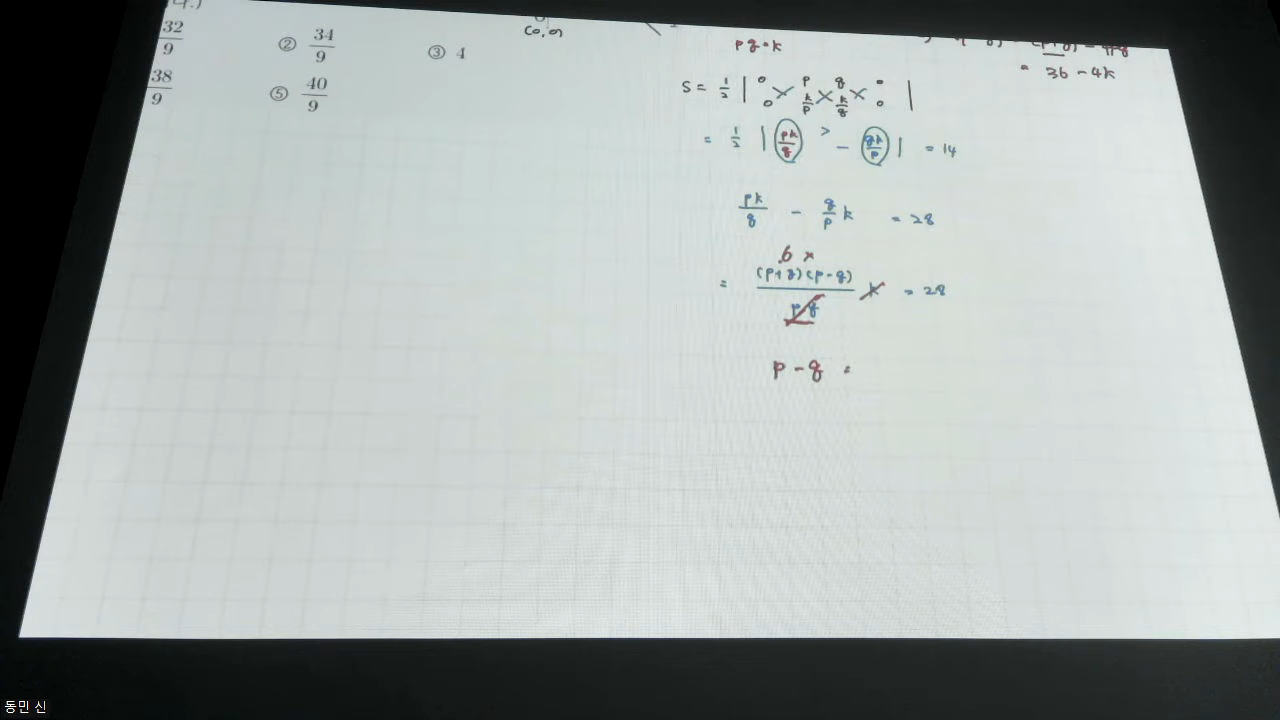 32/9 ② 34/9 ③ 4
38/9 ⑤ 40/9
(0,0)
pq=k
= 36 - 4k
S = 1/2 | 0 p q 0 |
0 k/p k/q 0
= 1/2 | pk/q > - qk/p | = 14
pk/q - q/p k = 28
6 ×
= (p+q)(p-q)/pq k = 28
p - q =
동민 신